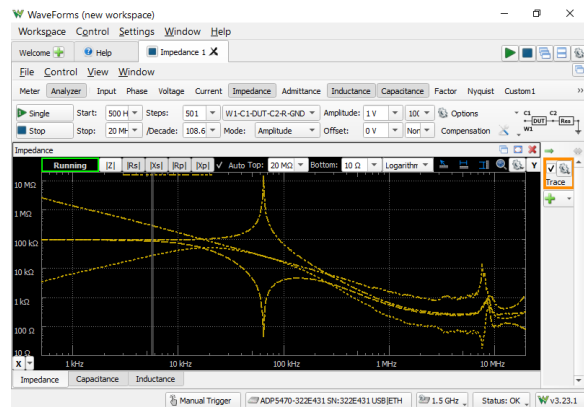 WaveForms (new workspace)
Workspace Control Settings Window Help
Welcome Help Impedance 1
File Control View Window
Meter Analyzer Input Phase Voltage Current Impedance Admittance Inductance Capacitance Factor Nyquist Custom1 »
Single Start: 500 H Steps: 501 W1-C1-DUT-C2-R-GND Amplitude: 1 V 10( Options C1 C2
Stop Stop: 20 MH /Decade: 108.6 Mode: Amplitude Offset: 0 V Nor Compensation W1 DUT Res
Impedance
Running |Z| |Rs| |Xs| |Rp| |Xp| Auto Top: 20 MΩ Bottom: 10 Ω Logarithm Y
Trace
10 MΩ
1 MΩ
100 kΩ
10 kΩ
1 kΩ
100 Ω
10 Ω
X 1 kHz 10 kHz 100 kHz 1 MHz 10 MHz
Impedance Capacitance Inductance
Manual Trigger ADP5470-322E431 SN:322E431 USB|ETH 1.5 GHz Status: OK W v3.23.1